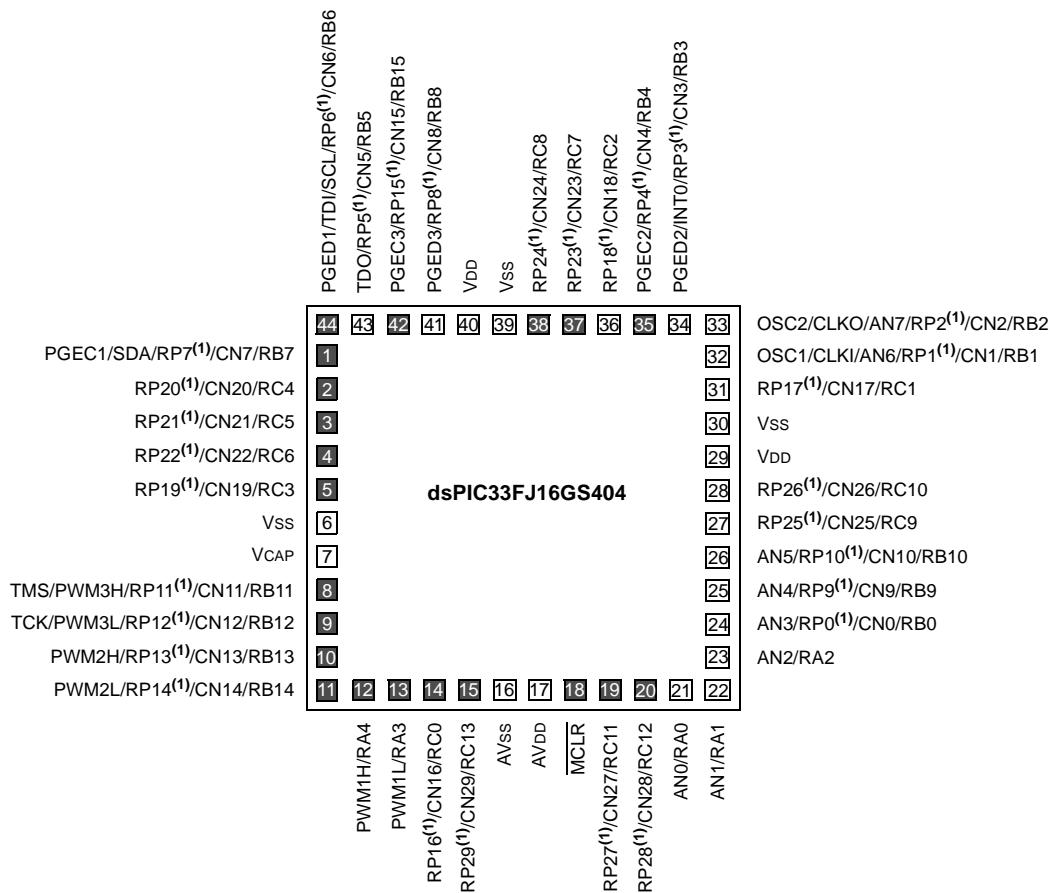 PGED1/TDI/SCL/RP6(1)/CN6/RB6
TDO/RP5(1)/CN5/RB5
PGEC3/RP15(1)/CN15/RB15
PGED3/RP8(1)/CN8/RB8
VDD
VSS
RP24(1)/CN24/RC8
RP23(1)/CN23/RC7
RP18(1)/CN18/RC2
PGEC2/RP4(1)/CN4/RB4
PGED2/INT0/RP3(1)/CN3/RB3
44 43 42 41 40 39 38 37 36 35 34 33 OSC2/CLKO/AN7/RP2(1)/CN2/RB2
PGEC1/SDA/RP7(1)/CN7/RB7 1 32 OSC1/CLKI/AN6/RP1(1)/CN1/RB1
RP20(1)/CN20/RC4 2 31 RP17(1)/CN17/RC1
RP21(1)/CN21/RC5 3 30 VSS
RP22(1)/CN22/RC6 4 29 VDD
RP19(1)/CN19/RC3 5 dsPIC33FJ16GS404 28 RP26(1)/CN26/RC10
VSS 6 27 RP25(1)/CN25/RC9
VCAP 7 26 AN5/RP10(1)/CN10/RB10
TMS/PWM3H/RP11(1)/CN11/RB11 8 25 AN4/RP9(1)/CN9/RB9
TCK/PWM3L/RP12(1)/CN12/RB12 9 24 AN3/RP0(1)/CN0/RB0
PWM2H/RP13(1)/CN13/RB13 10 23 AN2/RA2
PWM2L/RP14(1)/CN14/RB14 11 12 13 14 15 16 17 18 19 20 21 22
PWM1H/RA4
PWM1L/RA3
RP16(1)/CN16/RC0
RP29(1)/CN29/RC13
AVSS
AVDD
MCLR
RP27(1)/CN27/RC11
RP28(1)/CN28/RC12
AN0/RA0
AN1/RA1